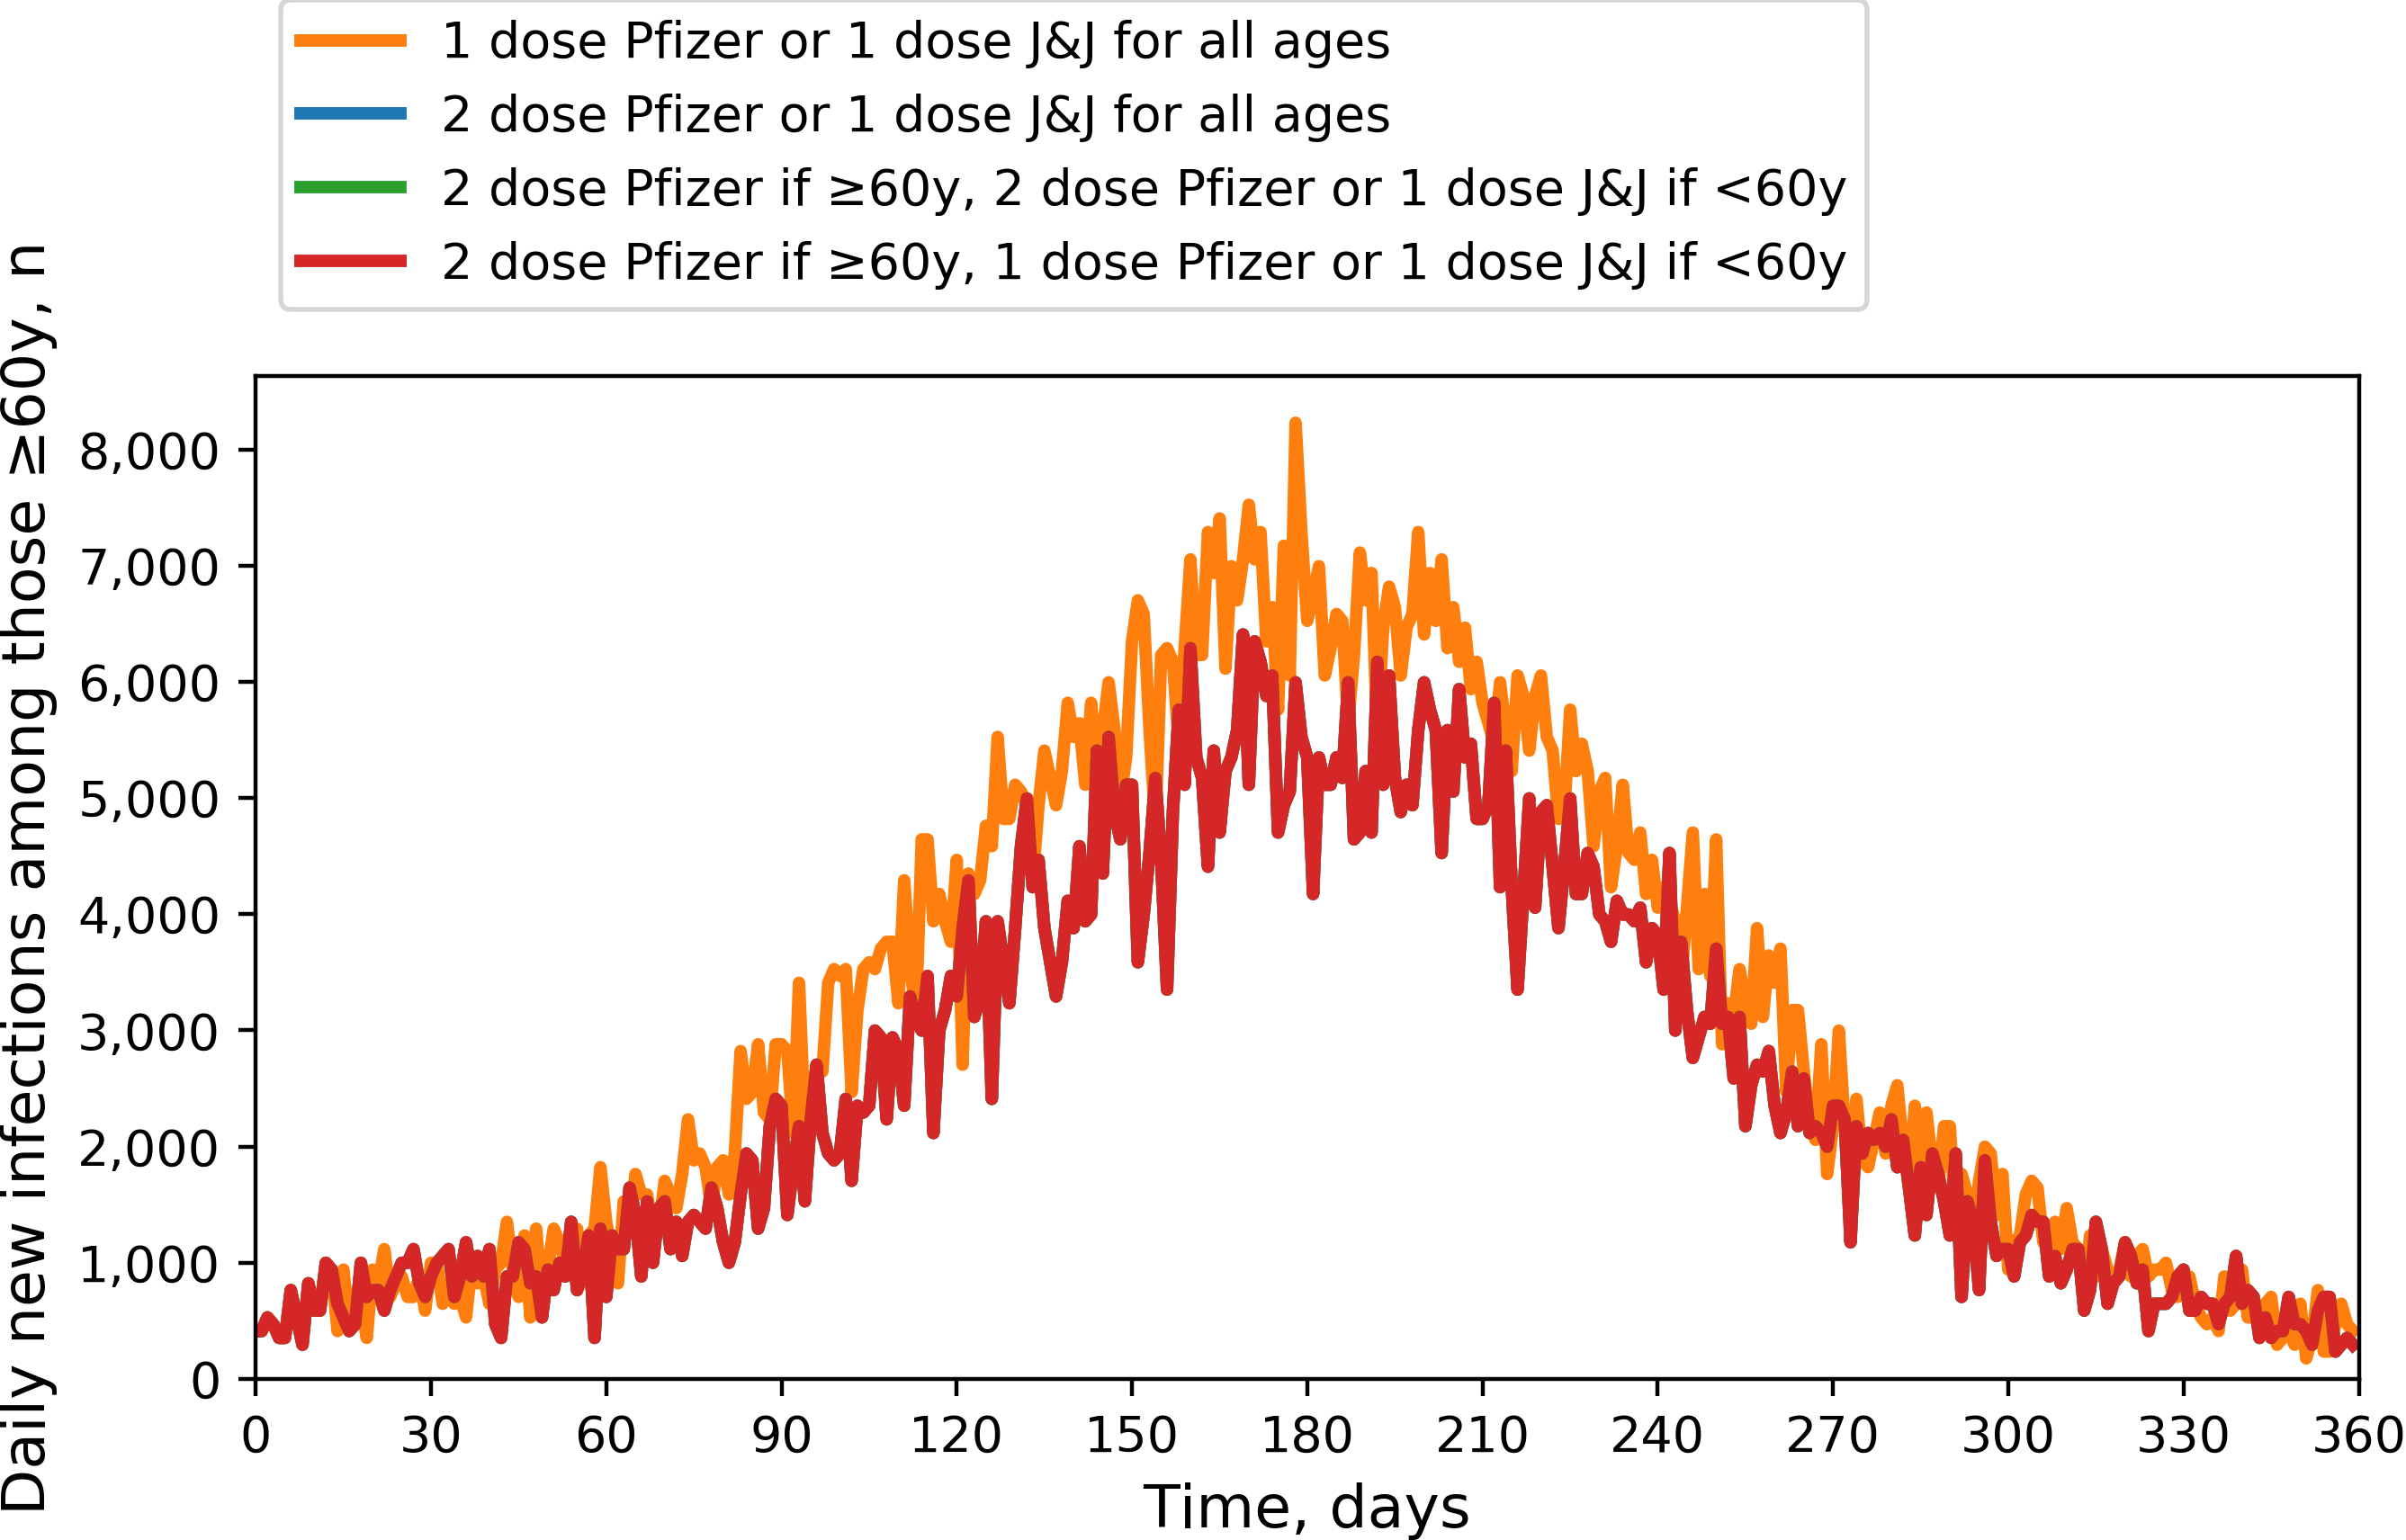 1 dose Pfizer or 1 dose J&J for all ages
2 dose Pfizer or 1 dose J&J for all ages
2 dose Pfizer if ≥60y, 2 dose Pfizer or 1 dose J&J if <60y
2 dose Pfizer if ≥60y, 1 dose Pfizer or 1 dose J&J if <60y
Daily new infections among those ≥60y, n
8,000
7,000
6,000
5,000
4,000
3,000
2,000
1,000
0
0 30 60 90 120 150 180 210 240 270 300 330 360
Time, days